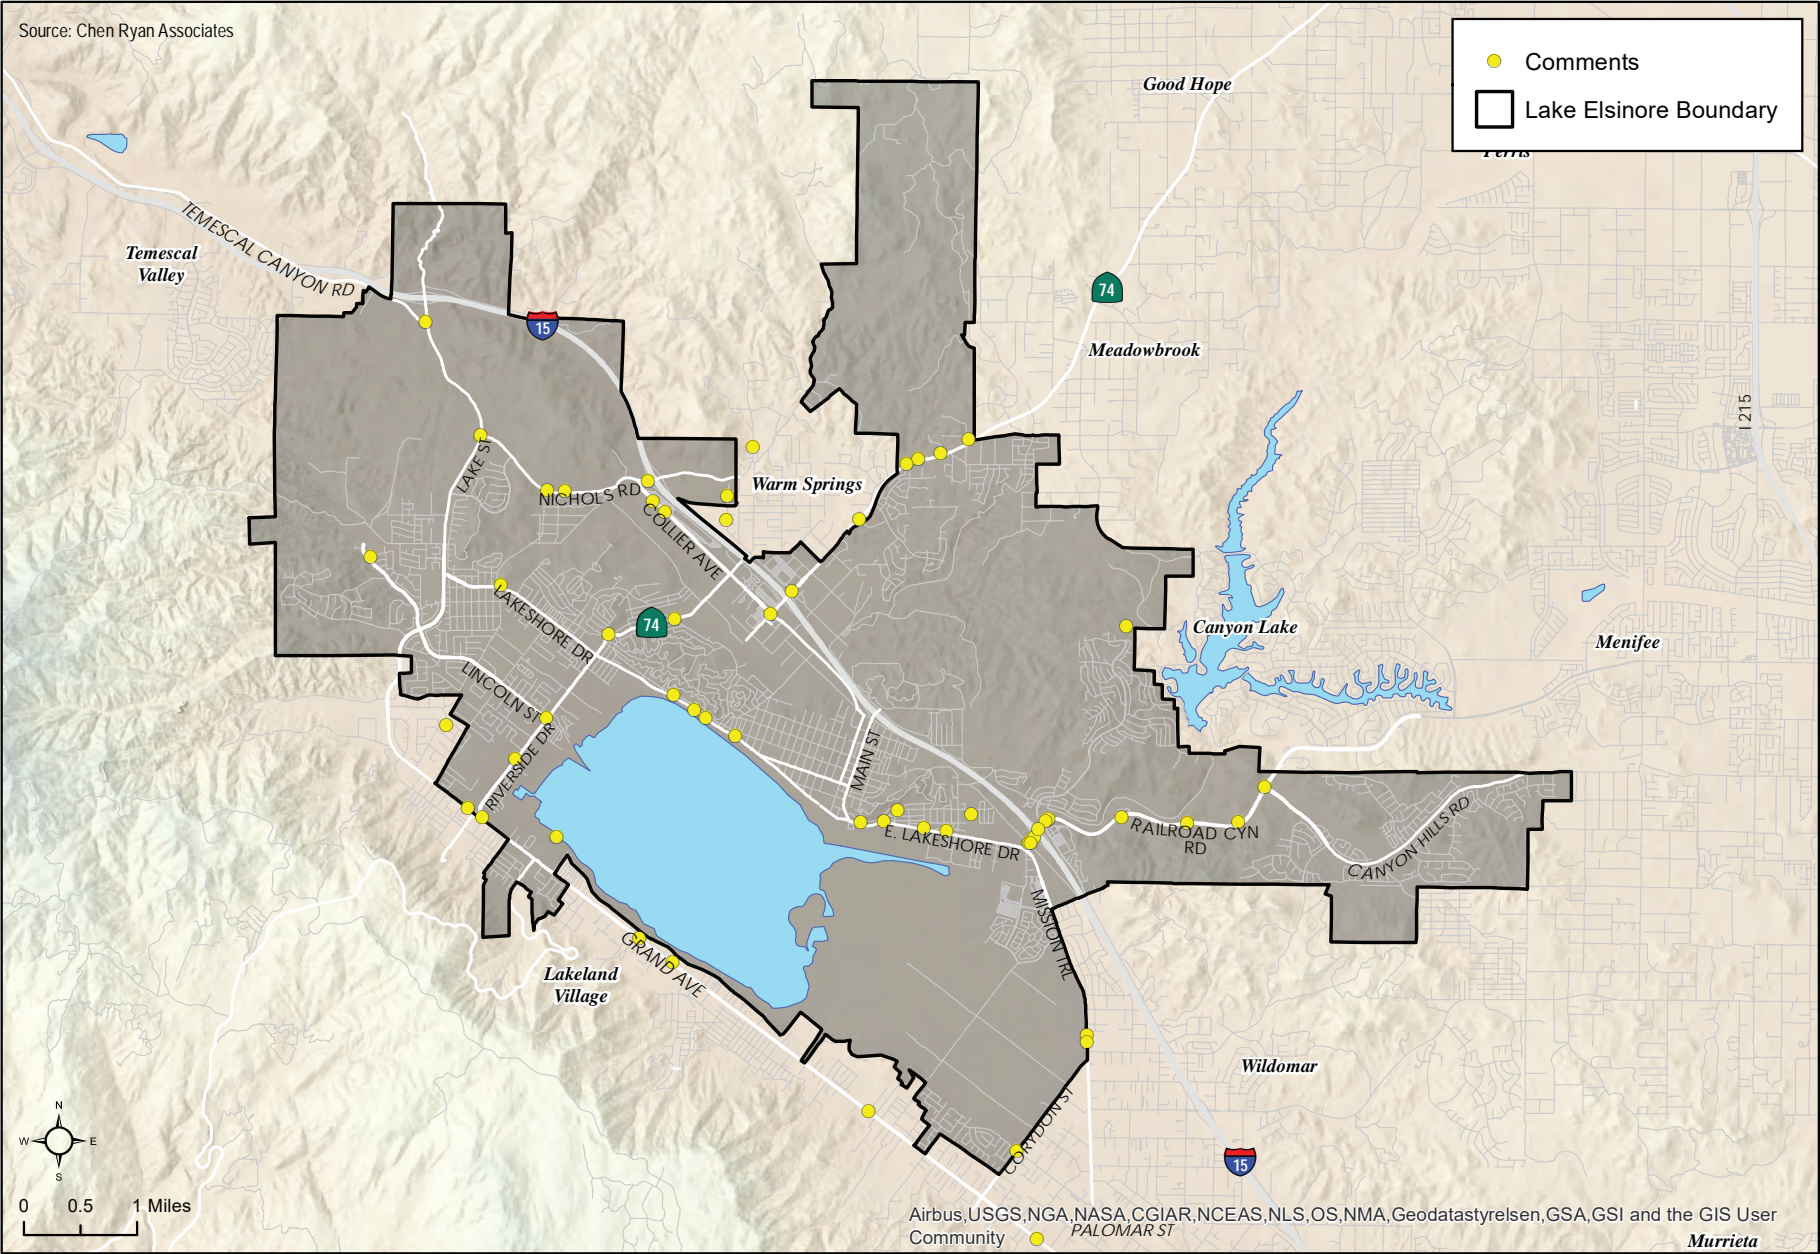 Source: Chen Ryan Associates
Comments
Lake Elsinore Boundary
Good Hope
Perris
Temescal
Valley
TEMESCAL CANYON RD
15
74
Meadowbrook
I 215
LAKE ST
NICHOLS RD
Warm Springs
COLLIER AVE
LAKESHORE DR
74
Canyon Lake
Menifee
LINCOLN ST
RIVERSIDE DR
MAIN ST
E. LAKESHORE DR
RAILROAD CYN
RD
CANYON HILLS RD
MISSION TRL
GRAND AVE
Lakeland
Village
Wildomar
CORYDON ST
15
N
W
E
S
0 0.5 1 Miles
Airbus,USGS,NGA,NASA,CGIAR,NCEAS,NLS,OS,NMA,Geodatastyrelsen,GSA,GSI and the GIS User
Community
PALOMAR ST
Murrieta